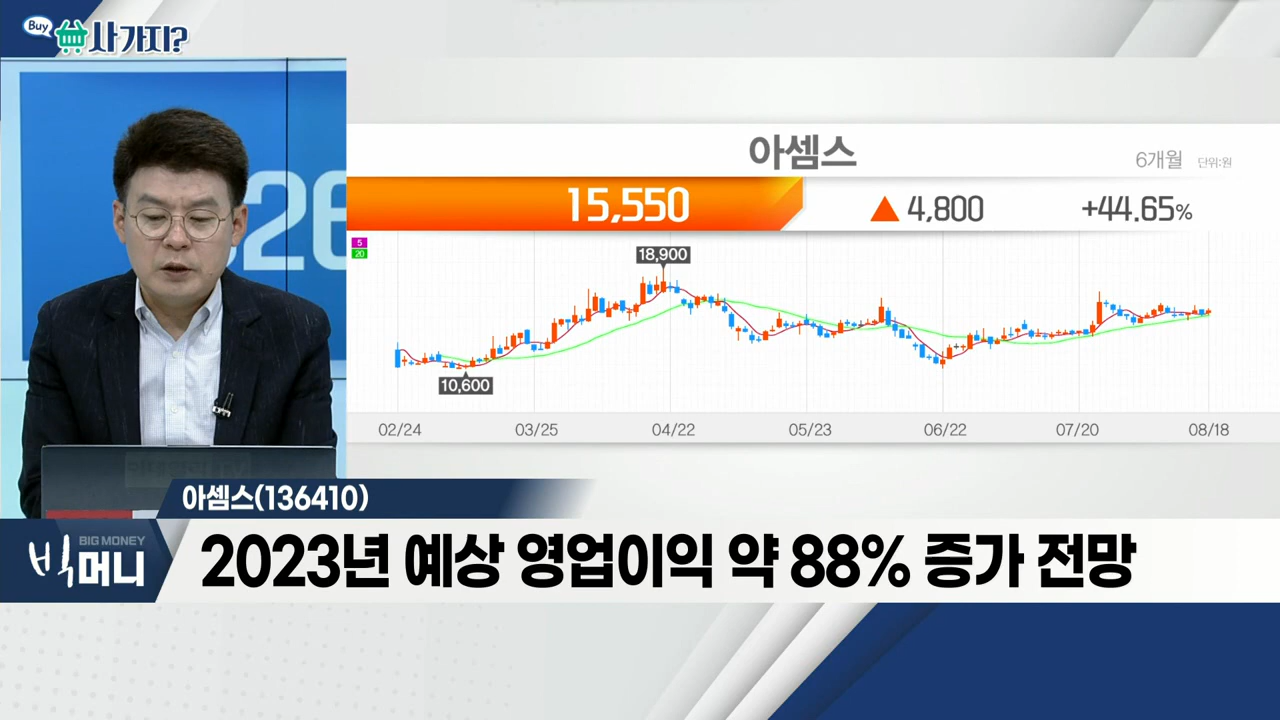 Buy
사가지?
26
아셈스
6개월 단위:원
15,550 ▲ 4,800 +44.65%
5
20
18,900
10,600
02/24 03/25 04/22 05/23 06/22 07/20 08/18
아셈스(136410)
BIG MONEY
빅머니
2023년 예상 영업이익 약 88% 증가 전망